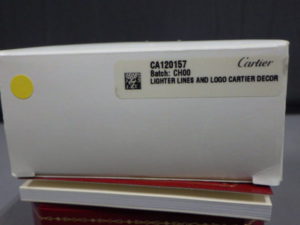 CA120157
Batch: CH00
LIGHTER LINES AND LOGO CARTIER DECOR
Cartier